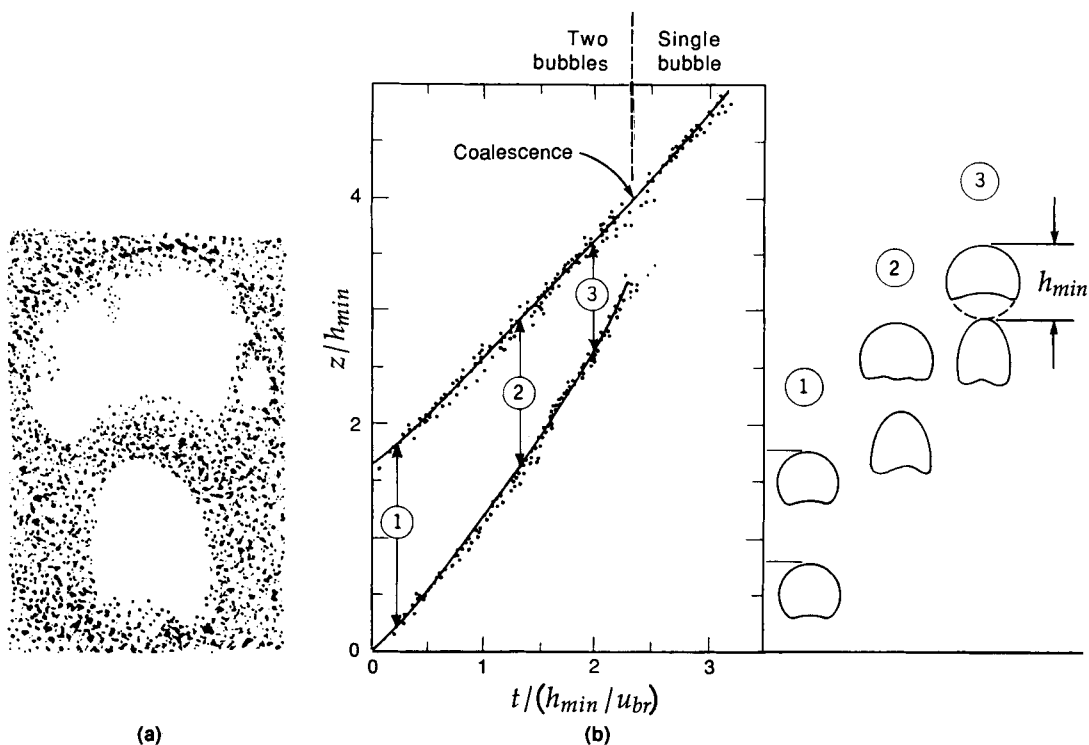 Two bubbles
Single bubble
Coalescence
4
2
0
z/h_min
0 1 2 3
t/(h_min/u_br)
1
2
3
1
2
3
h_min
(a)
(b)